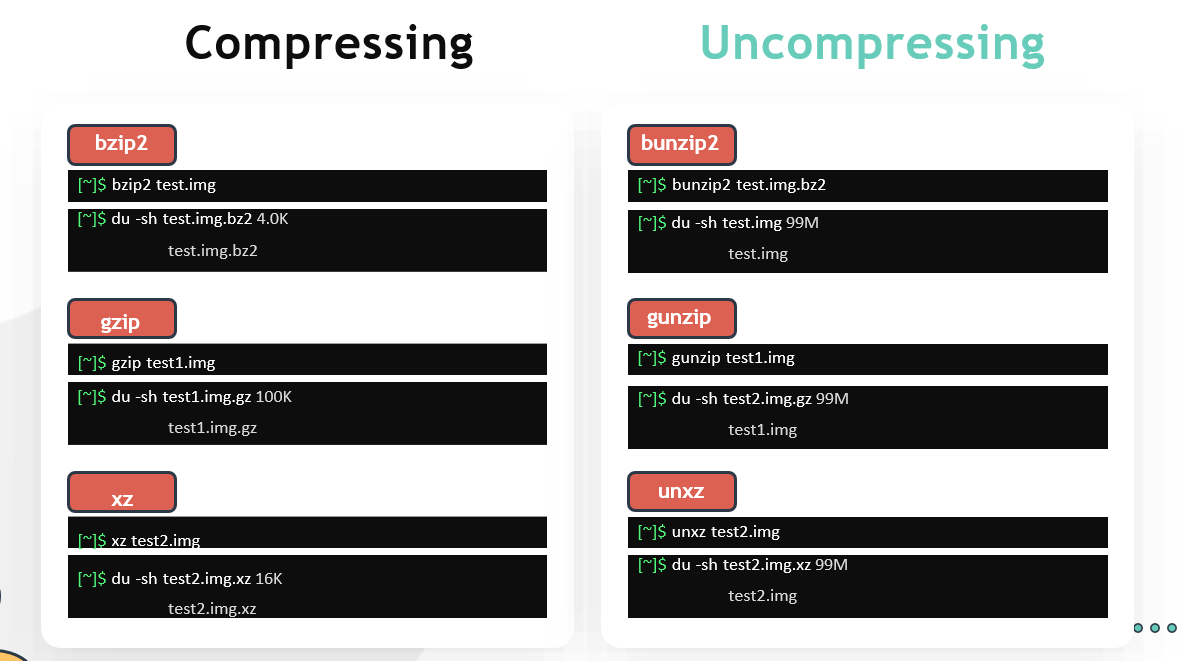 Compressing
bzip2
[~]$ bzip2 test.img
[~]$ du -sh test.img.bz2 4.0K
test.img.bz2
gzip
[~]$ gzip test1.img
[~]$ du -sh test1.img.gz 100K
test1.img.gz
xz
[~]$ xz test2.img
[~]$ du -sh test2.img.xz 16K
test2.img.xz
Uncompressing
bunzip2
[~]$ bunzip2 test.img.bz2
[~]$ du -sh test.img 99M
test.img
gunzip
[~]$ gunzip test1.img
[~]$ du -sh test2.img.gz 99M
test1.img
unxz
[~]$ unxz test2.img
[~]$ du -sh test2.img.xz 99M
test2.img